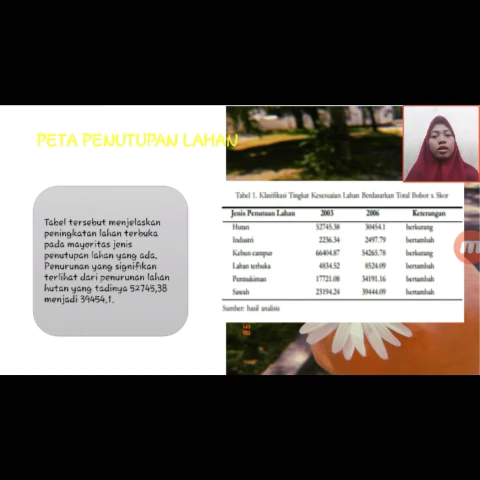 PETA PENUTUPAN LAHAN
Tabel tersebut menjelaskan
peningkatan lahan terbuka
pada mayoritas jenis
penutupan lahan yang ada.
Penurunan yang signifikan
terlihat dari penurunan lahan
hutan yang tadinya 52745,38
menjadi 39454,1.
Tabel 1. Klasifikasi Tingkat Kesesuaian Lahan Berdasarkan Total Bobot x Skor
Jenis Penutuan Lahan 2003 2006 Keterangan
Hutan 52745.38 30454.1 berkurang
Industri 2236.34 2497.79 bertambah
Kebun campur 66404.87 54265.78 berkurang
Lahan terbuka 4834.52 8524.09 bertambah
Permukiman 17721.08 34191.16 bertambah
Sawah 23194.24 39444.09 bertambah
Sumber: hasil analisis